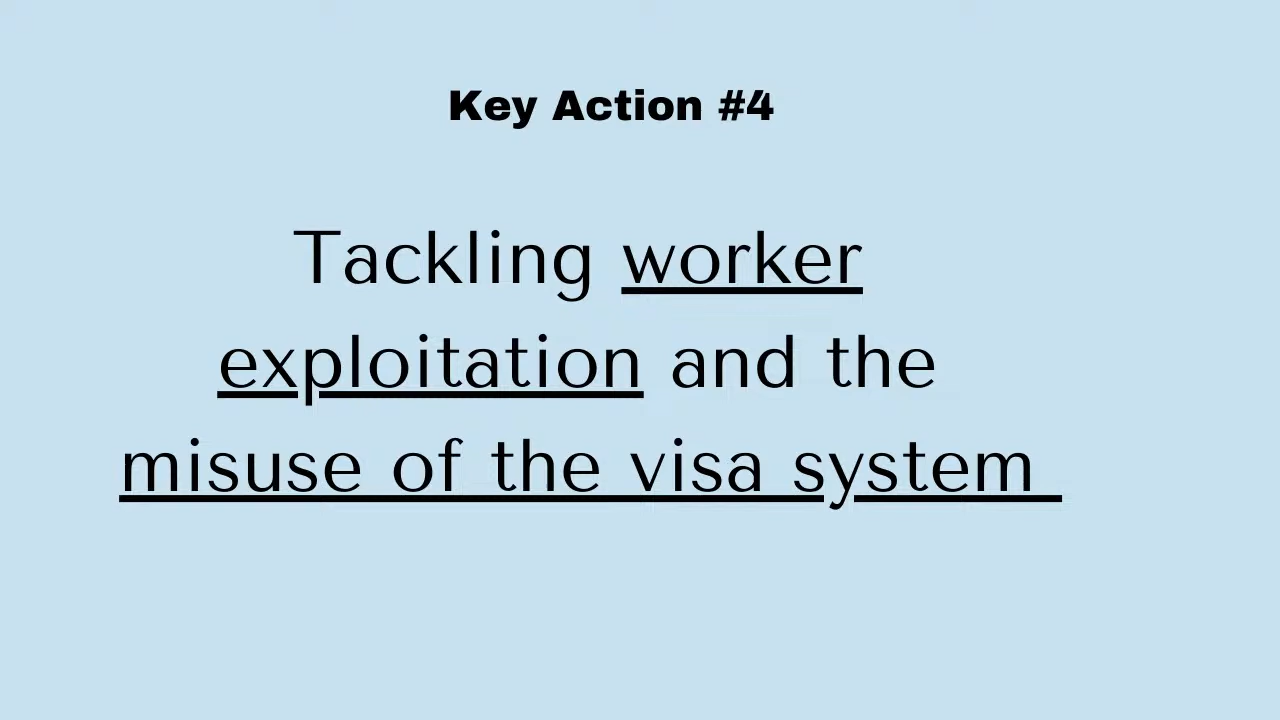 Key Action #4
Tackling worker
exploitation and the
misuse of the visa system